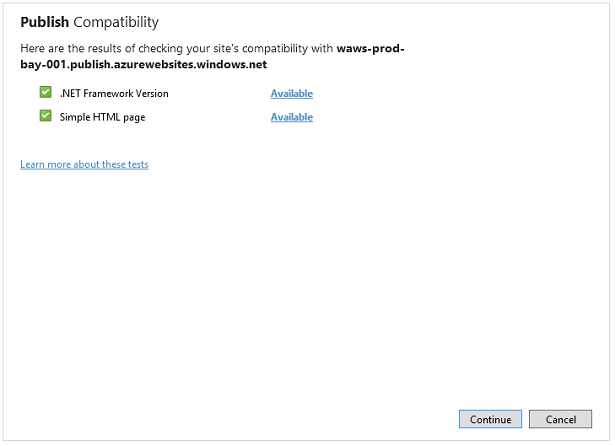 Publish Compatibility
Here are the results of checking your site's compatibility with waws-prod-
bay-001.publish.azurewebsites.windows.net
.NET Framework Version Available
Simple HTML page Available
Learn more about these tests
Continue Cancel